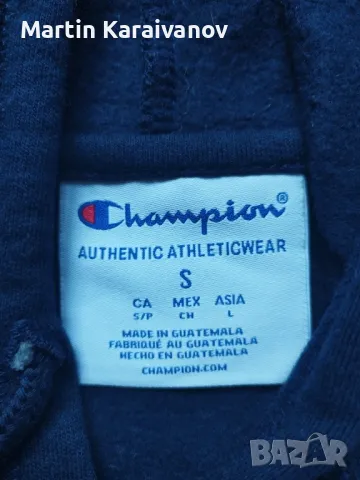 Martin Karaivanov
Champion®
AUTHENTIC ATHLETICWEAR
S
CA MEX ASIA
S/P CH L
MADE IN GUATEMALA
FABRIQUÉ AU GUATEMALA
HECHO EN GUATEMALA
CHAMPION.COM
BAZAR